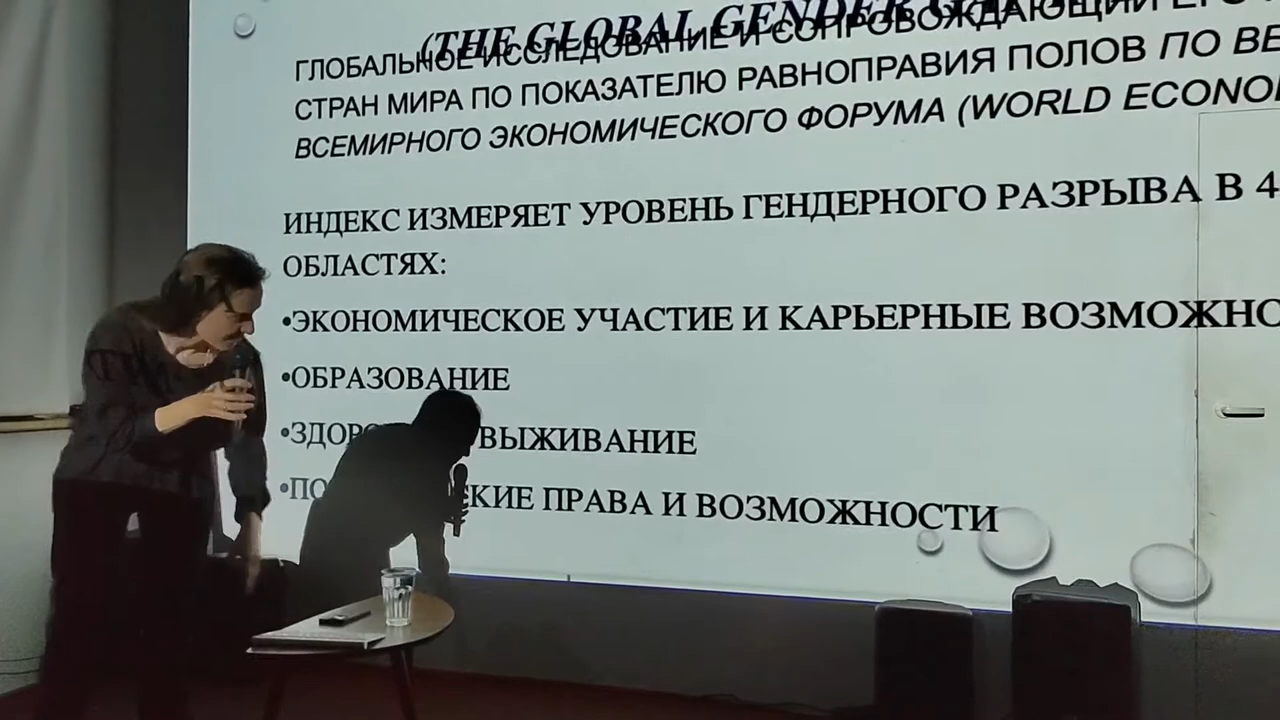 (THE GLOBAL GENDER
ГЛОБАЛЬНОЕ ИССЛЕДОВАНИЕ И СОПРОВОЖДАЮЩИЙ ЕГО
СТРАН МИРА ПО ПОКАЗАТЕЛЮ РАВНОПРАВИЯ ПОЛОВ ПО
ВСЕМИРНОГО ЭКОНОМИЧЕСКОГО ФОРУМА (WORLD
ИНДЕКС ИЗМЕРЯЕТ УРОВЕНЬ ГЕНДЕРНОГО РАЗРЫВА В 4
ОБЛАСТЯХ:
•ЭКОНОМИЧЕСКОЕ УЧАСТИЕ И КАРЬЕРНЫЕ
•ОБРАЗОВАНИЕ
ВЫЖИВАНИЕ
ПРАВА И ВОЗМОЖНОСТИ